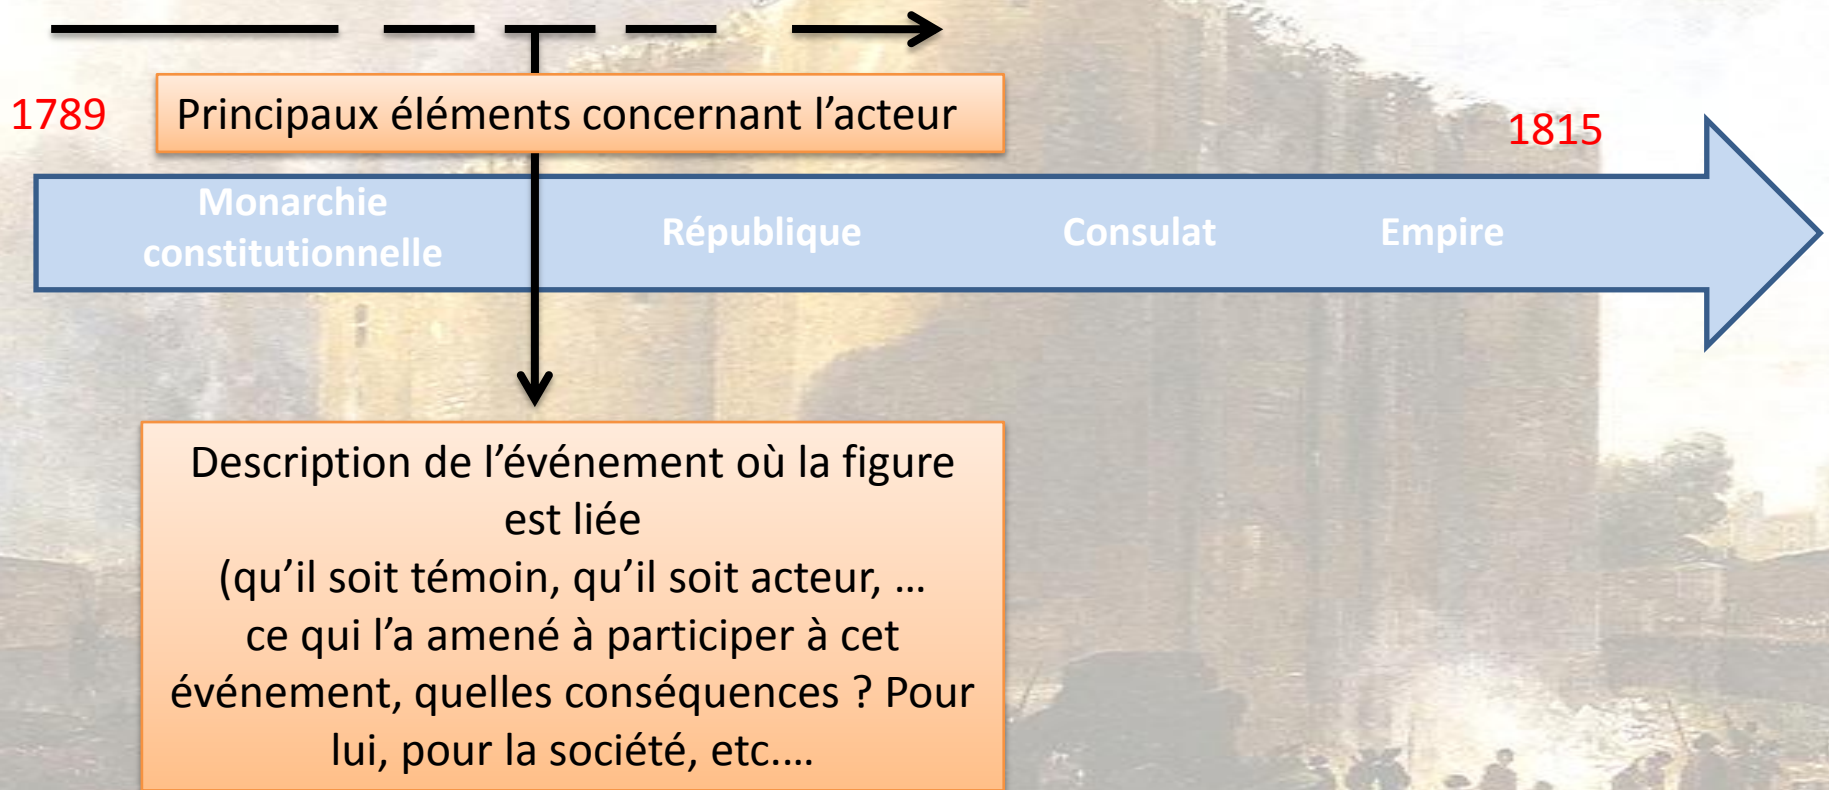 1789
Principaux éléments concernant l’acteur
1815
Monarchie
constitutionnelle
République
Consulat
Empire
Description de l’événement où la figure
est liée
(qu’il soit témoin, qu’il soit acteur, …
ce qui l’a amené à participer à cet
événement, quelles conséquences ? Pour
lui, pour la société, etc.…